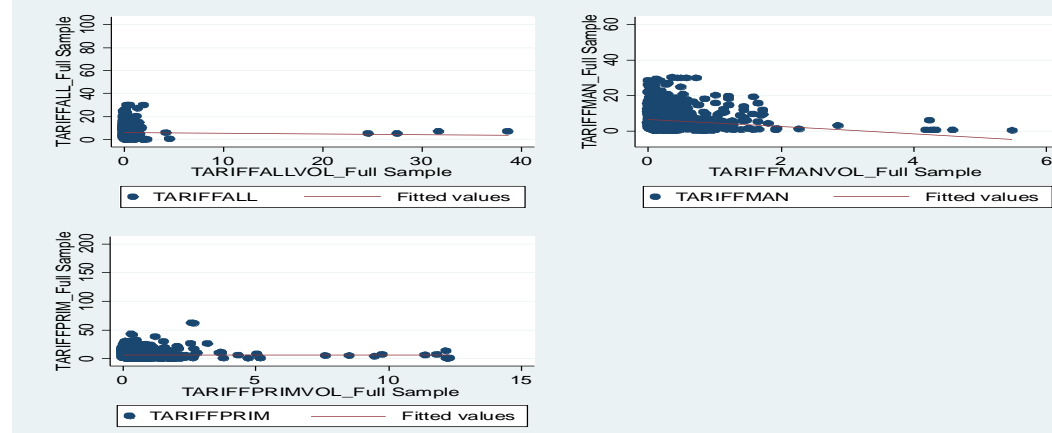 TARIFFALL_Full Sample
100
80
60
40
20
0
0 10 20 30 40
TARIFFALLVOL_Full Sample
TARIFFALL Fitted values
TARIFFMAN_Full Sample
60
40
20
0
0 2 4 6
TARIFFMANVOL_Full Sample
TARIFFMAN Fitted values
TARIFFPRIM_Full Sample
200
150
100
50
0
0 5 10 15
TARIFFPRIMVOL_Full Sample
TARIFFPRIM Fitted values